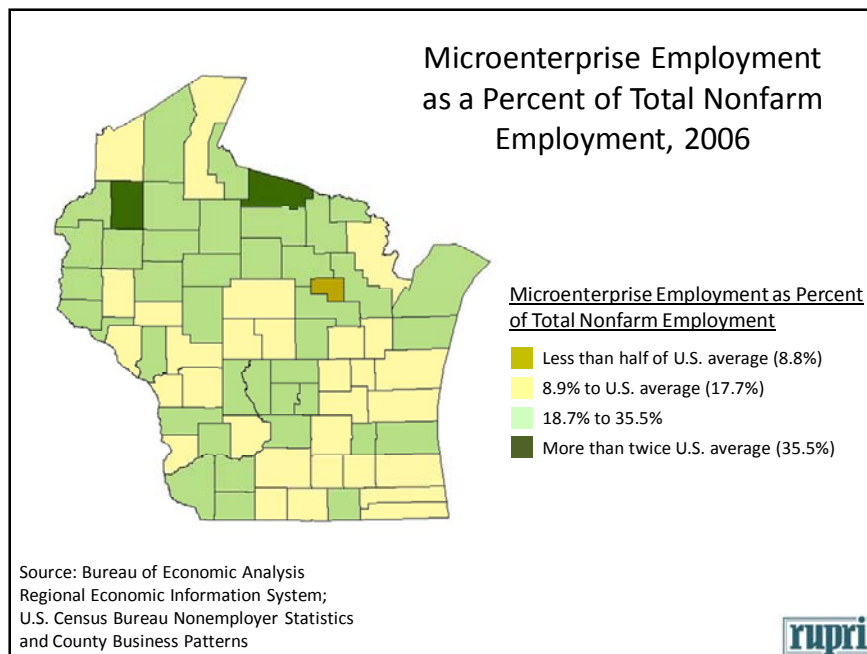 Microenterprise Employment
as a Percent of Total Nonfarm
Employment, 2006
Microenterprise Employment as Percent
of Total Nonfarm Employment
Less than half of U.S. average (8.8%)
8.9% to U.S. average (17.7%)
18.7% to 35.5%
More than twice U.S. average (35.5%)
Source: Bureau of Economic Analysis
Regional Economic Information System;
U.S. Census Bureau Nonemployer Statistics
and County Business Patterns
rupri